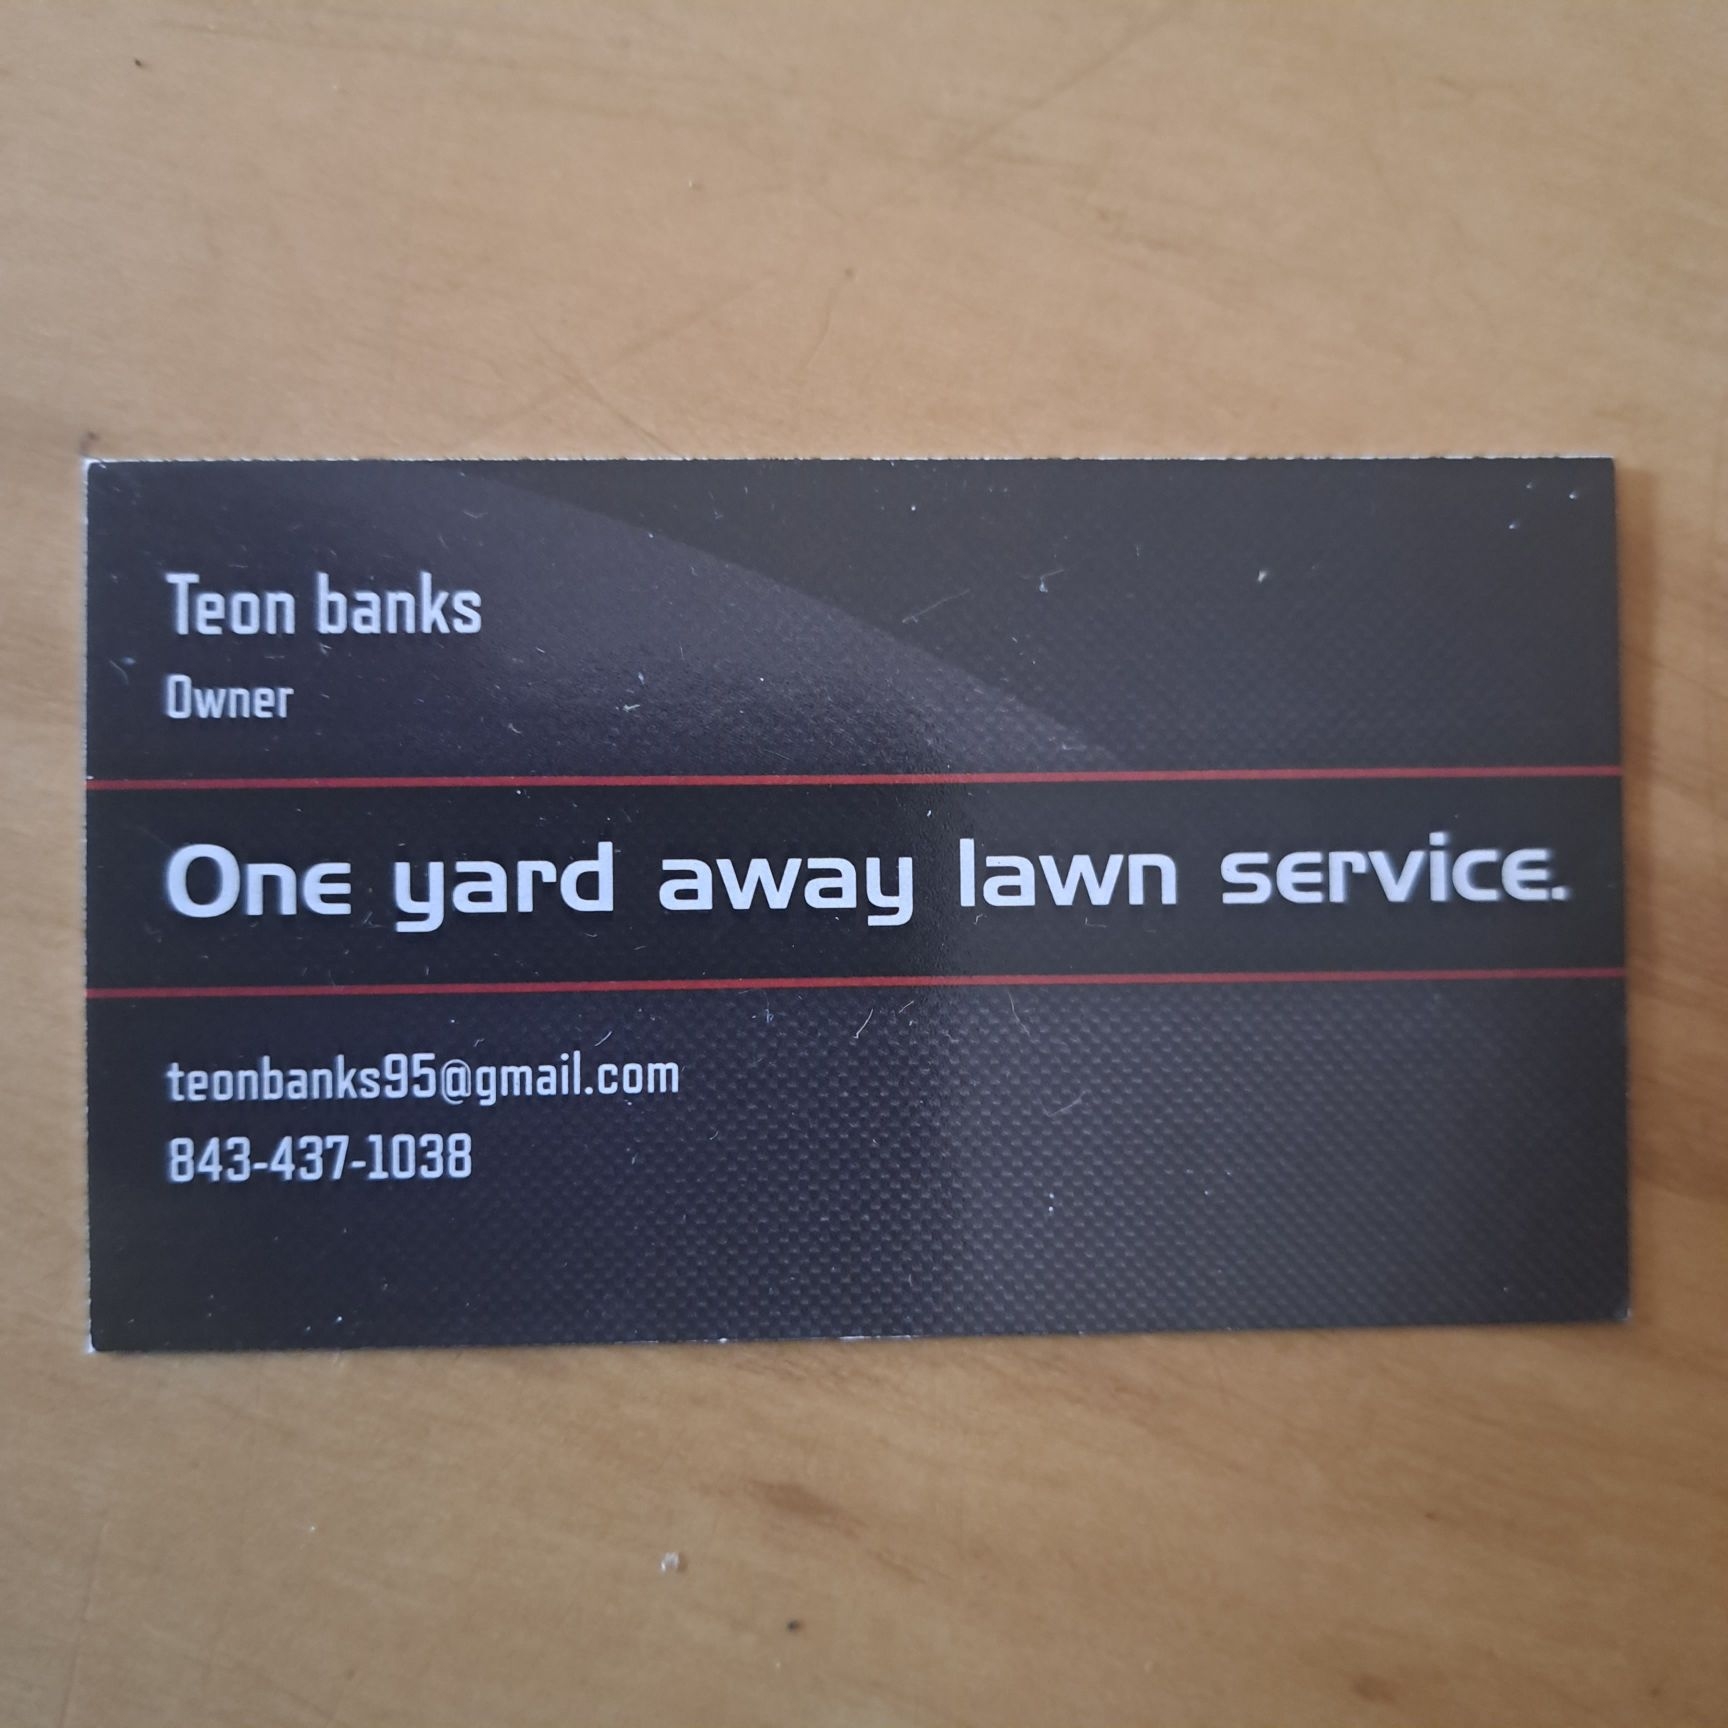 Teon banks
Owner
One yard away lawn service.
teonbanks95@gmail.com
843-437-1038